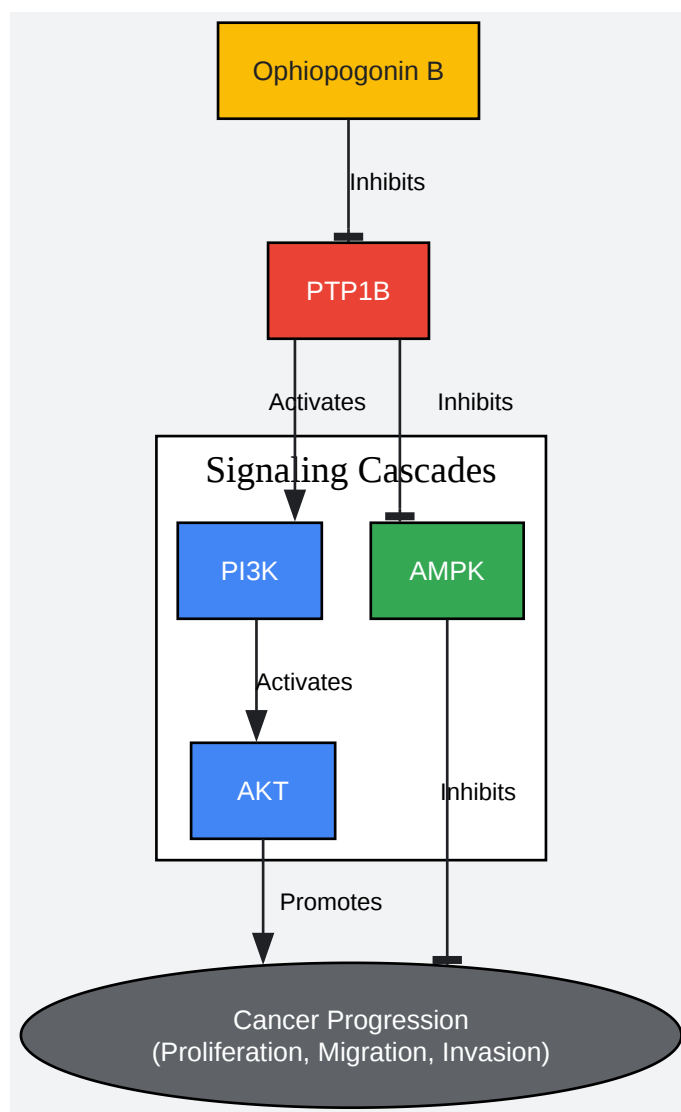 Ophiopogonin B
Inhibits
PTP1B
Activates
Inhibits
Signaling Cascades
PI3K
AMPK
Activates
AKT
Inhibits
Promotes
Cancer Progression
(Proliferation, Migration, Invasion)